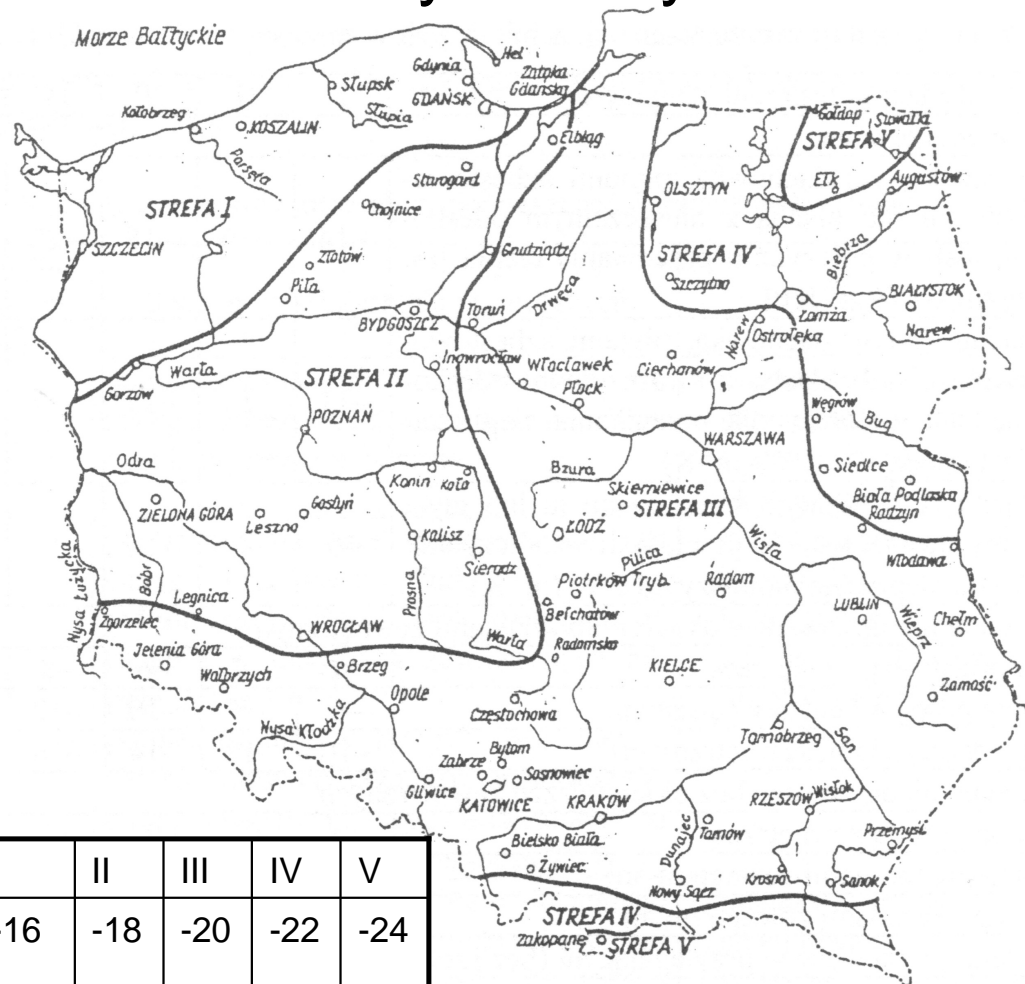 Morze Bałtyckie
Hel
Gdynia
Zatoka
Gdańska
Słupsk
GDAŃSK
Słupia
Kołobrzeg
KOSZALIN
Parsęta
Elbląg
Gołdap
Suwałki
STREFA V
Ełk
Augustów
Starogard
OLSZTYN
Chojnice
STREFA I
SZCZECIN
Grudziądz
STREFA IV
Biebrza
Złotów
Szczytno
Piła
Drwęca
BIAŁYSTOK
BYDGOSZCZ
Toruń
Łomża
Narew
Ostrołęka
Narew
Inowrocław
Włocławek
Ciechanów
Warta
STREFA II
Płock
Gorzów
POZNAŃ
Węgrów
Bug
WARSZAWA
Odra
Bzura
Siedlce
Konin
Koło
Skierniewice
Biała Podlaska
ZIELONA GÓRA
Leszno
Gostyń
STREFA III
Radzyń
ŁÓDŹ
Kalisz
Wisła
Włodawa
Sieradz
Pilica
Nysa Łużycka
Bóbr
Prosna
Piotrków Tryb.
Radom
Legnica
Bełchatów
LUBLIN
Wieprz
Zgorzelec
Chełm
WROCŁAW
Warta
Radomsko
Jelenia Góra
Brzeg
KIELCE
Wałbrzych
Opole
Zamość
Częstochowa
Nysa Kłodzka
Tarnobrzeg
San
Bytom
Zabrze
Sosnowiec
Gliwice
KATOWICE
KRAKÓW
RZESZÓW
Wisłok
Dunajec
Tarnów
Przemyśl
Bielsko Biała
Żywiec
Nowy Sącz
Krosno
Sanok
STREFA IV
Zakopane
STREFA V
II III IV V
-16 -18 -20 -22 -24